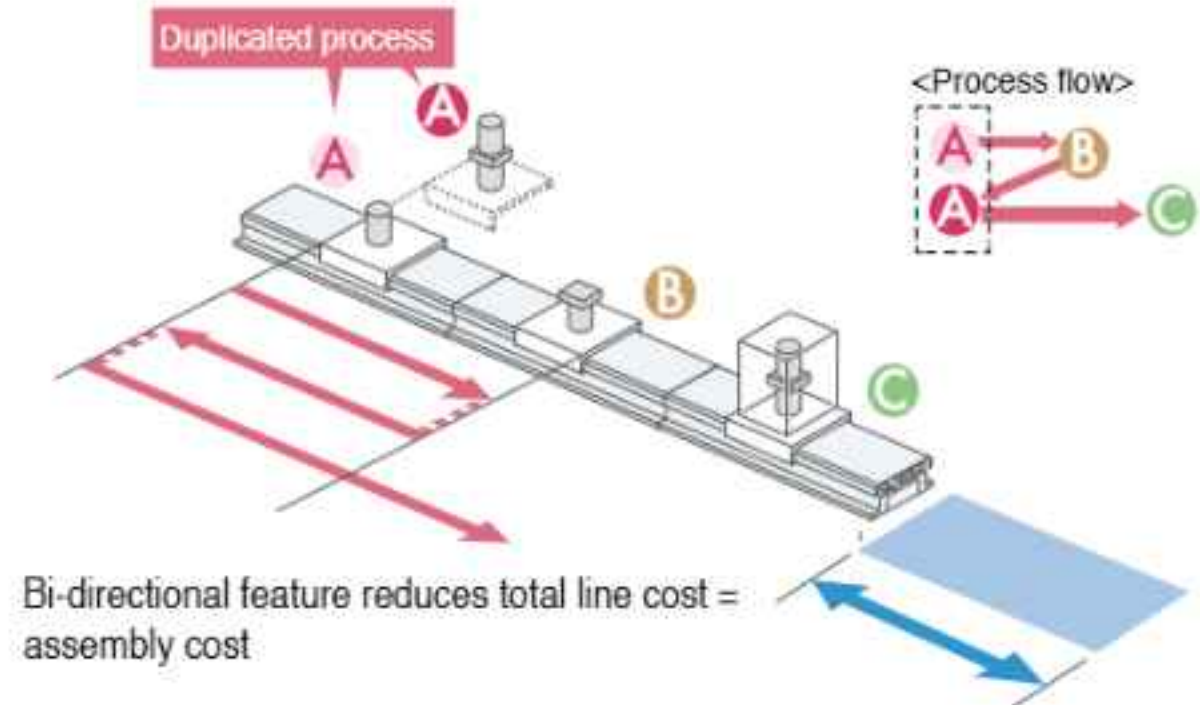 Duplicated process
A
A
B
C
<Process flow>
A
B
A
C
Bi-directional feature reduces total line cost =
assembly cost